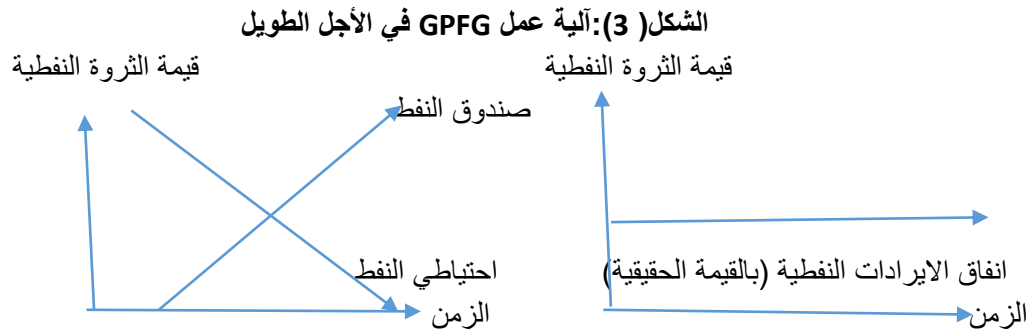 الشكل( 3):آلية عمل GPFG في الأجل الطويل
قيمة الثروة النفطية
قيمة الثروة النفطية
صندوق النفط
انفاق الايرادات النفطية (بالقيمة الحقيقية)
احتياطي النفط
الزمن
الزمن